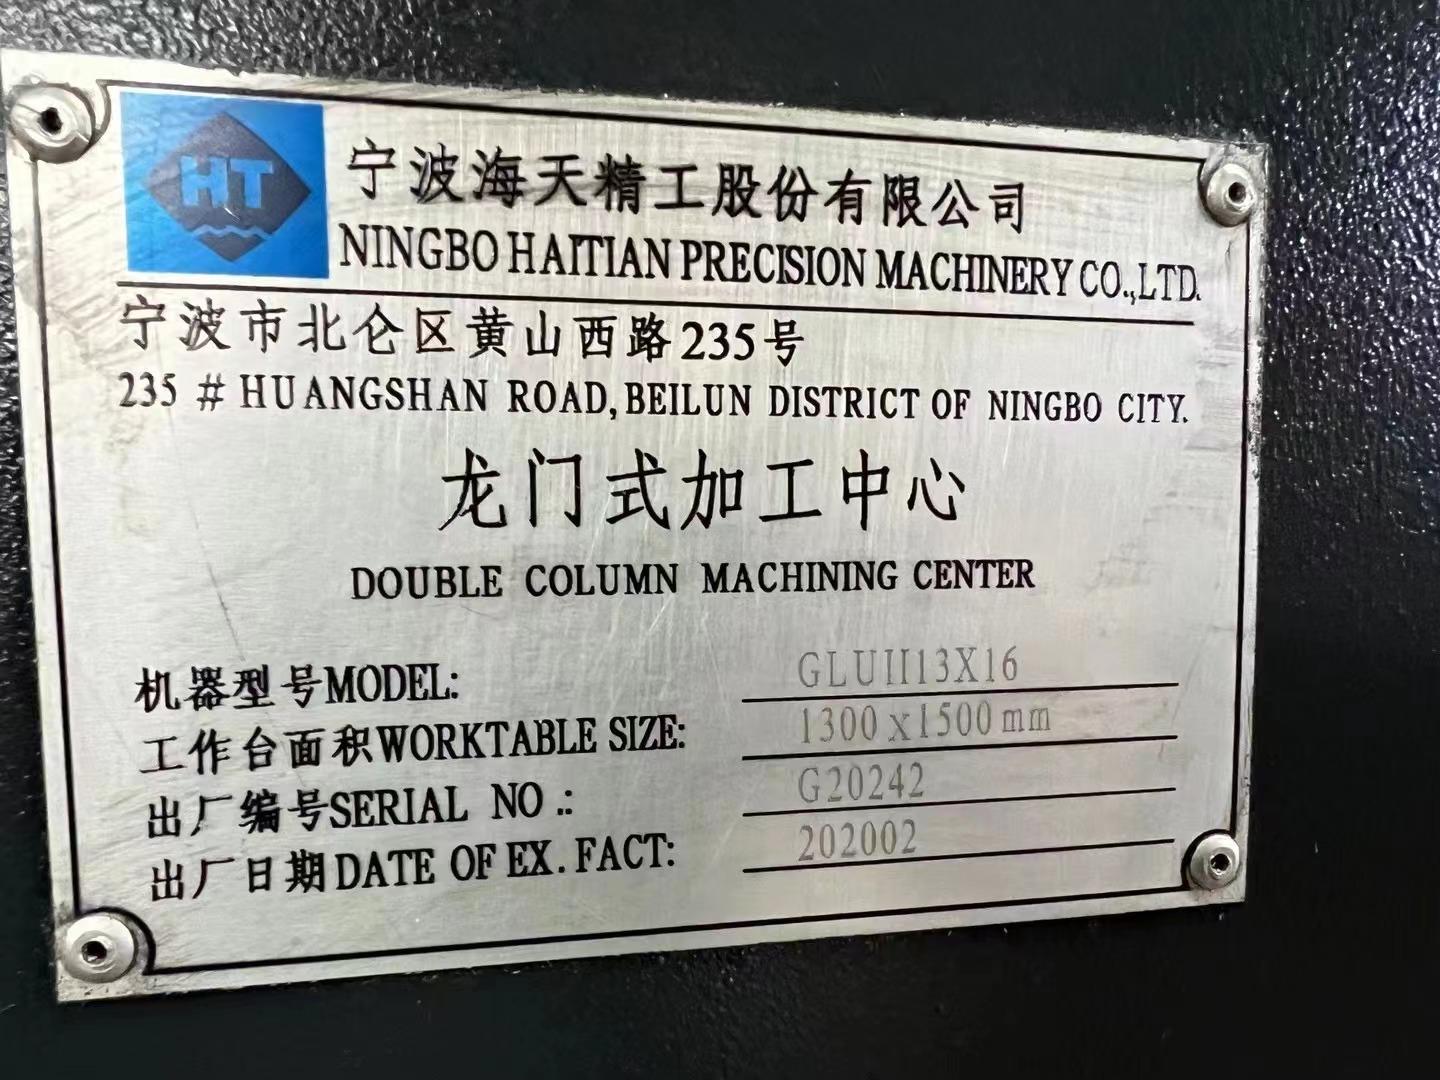 HT
宁波海天精工股份有限公司
NINGBO HAITIAN PRECISION MACHINERY CO.,LTD.
宁波市北仑区黄山西路235号
235 # HUANGSHAN ROAD, BEILUN DISTRICT OF NINGBO CITY.
龙门式加工中心
DOUBLE COLUMN MACHINING CENTER
机器型号MODEL: GLUII13X16
工作台面积WORKTABLE SIZE: 1300x1500mm
出厂编号SERIAL NO.: G20242
出厂日期DATE OF EX. FACT: 202002